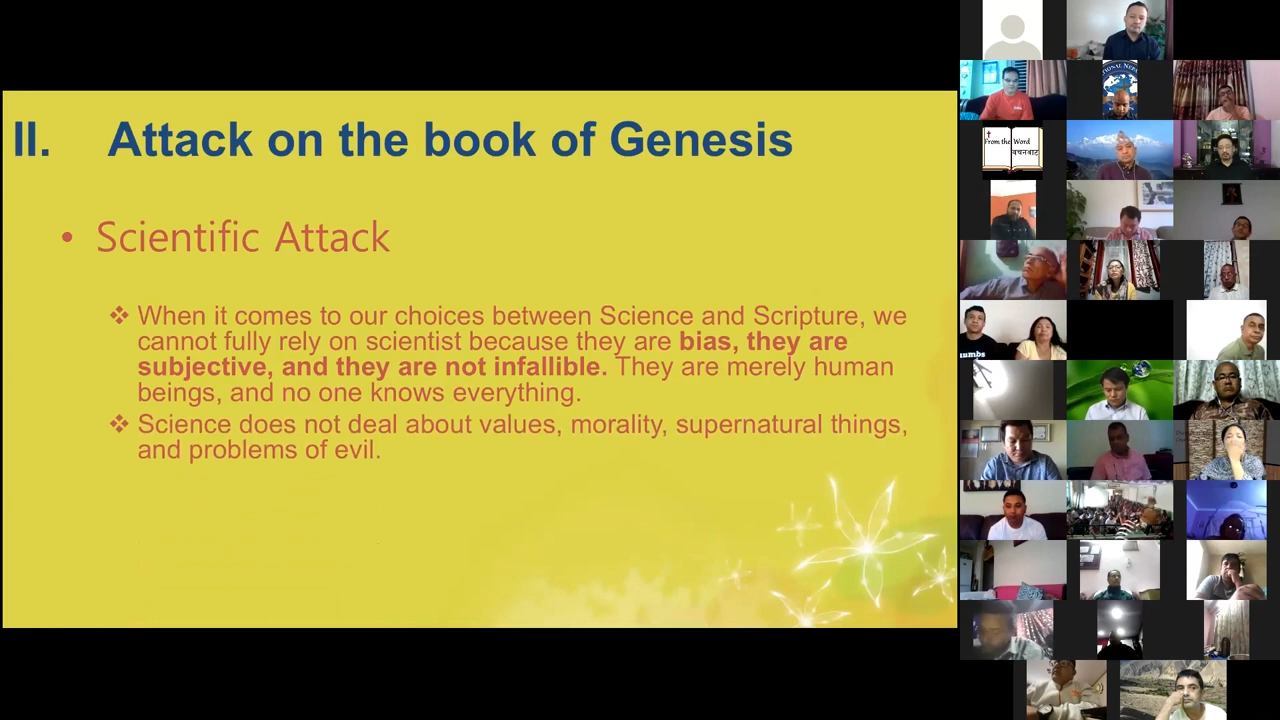 II. Attack on the book of Genesis
• Scientific Attack
❖ When it comes to our choices between Science and Scripture, we
cannot fully rely on scientist because they are bias, they are
subjective, and they are not infallible. They are merely human
beings, and no one knows everything.
❖ Science does not deal about values, morality, supernatural things,
and problems of evil.
From the Word
वचनबाट